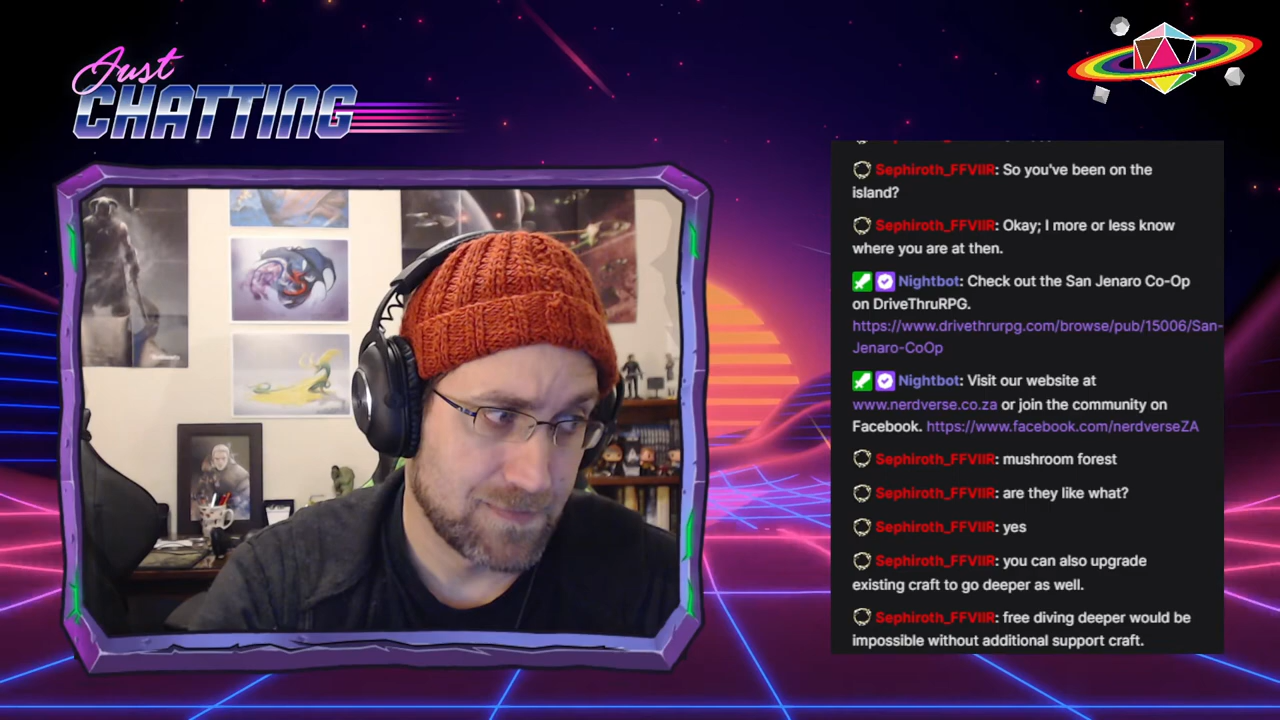 Just
CHATTING
Sephiroth_FFVIIR: So you've been on the
island?
Sephiroth_FFVIIR: Okay; I more or less know
where you are at then.
Nightbot: Check out the San Jenaro Co-Op
on DriveThruRPG.
https://www.drivethrurpg.com/browse/pub/15006/San-
Jenaro-CoOp
Nightbot: Visit our website at
www.nerdverse.co.za or join the community on
Facebook. https://www.facebook.com/nerdverseZA
Sephiroth_FFVIIR: mushroom forest
Sephiroth_FFVIIR: are they like what?
Sephiroth_FFVIIR: yes
Sephiroth_FFVIIR: you can also upgrade
existing craft to go deeper as well.
Sephiroth_FFVIIR: free diving deeper would be
impossible without additional support craft.